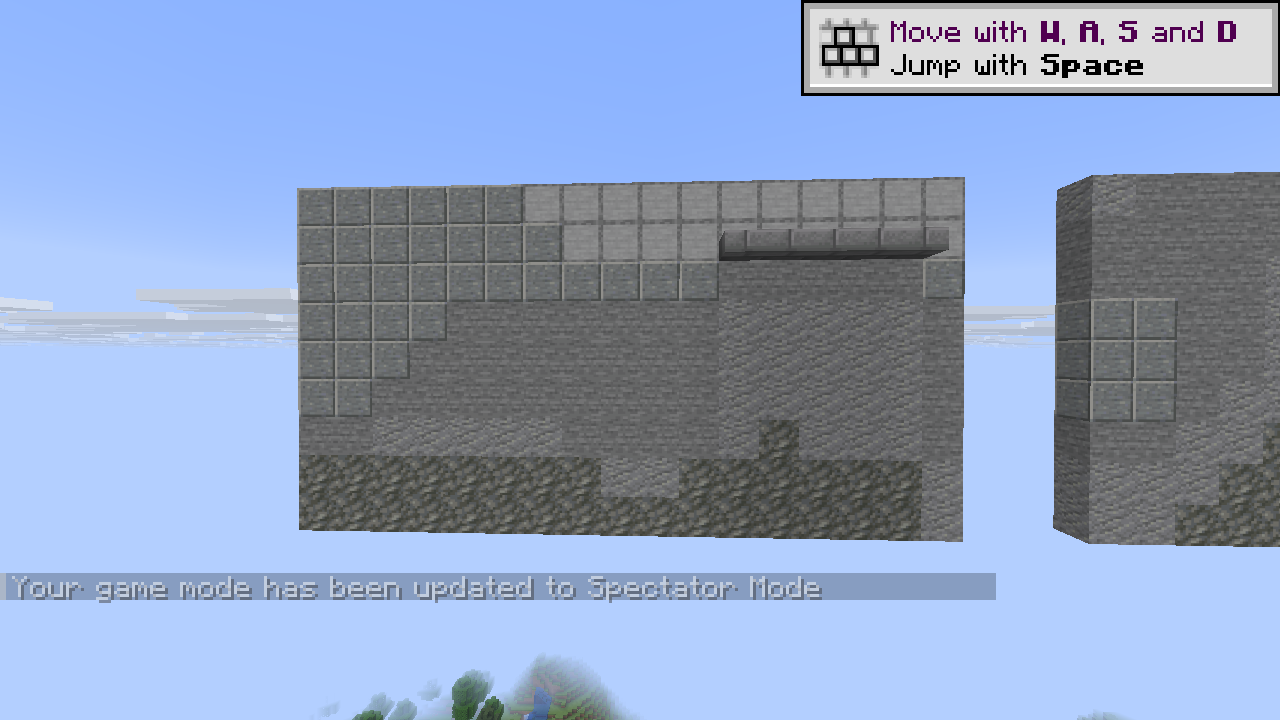 Move with W, A, S and D
Jump with Space
Your game mode has been updated to Spectator Mode